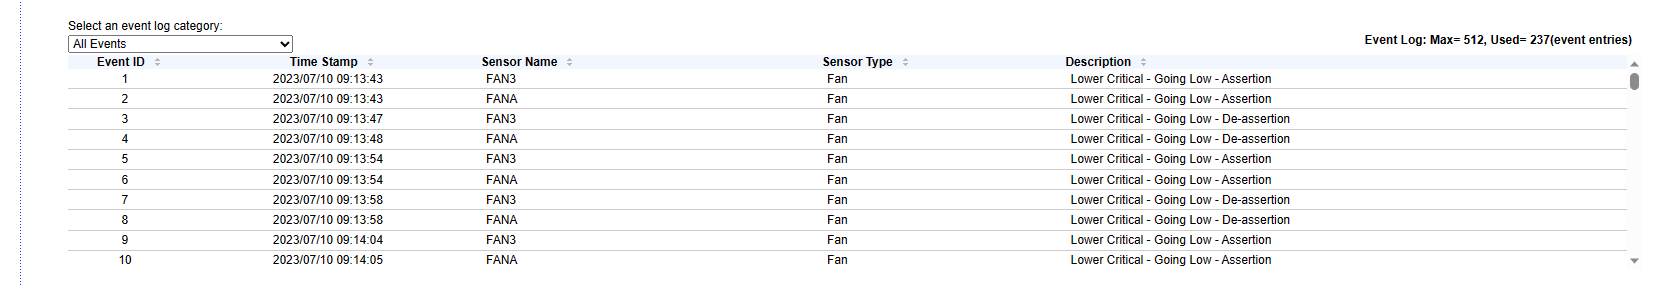 Select an event log category:
All Events
Event Log: Max= 512, Used= 237(event entries)
Event ID Time Stamp Sensor Name Sensor Type Description
1 2023/07/10 09:13:43 FAN3 Fan Lower Critical - Going Low - Assertion
2 2023/07/10 09:13:43 FANA Fan Lower Critical - Going Low - Assertion
3 2023/07/10 09:13:47 FAN3 Fan Lower Critical - Going Low - De-assertion
4 2023/07/10 09:13:48 FANA Fan Lower Critical - Going Low - De-assertion
5 2023/07/10 09:13:54 FAN3 Fan Lower Critical - Going Low - Assertion
6 2023/07/10 09:13:54 FANA Fan Lower Critical - Going Low - Assertion
7 2023/07/10 09:13:58 FAN3 Fan Lower Critical - Going Low - De-assertion
8 2023/07/10 09:13:58 FANA Fan Lower Critical - Going Low - De-assertion
9 2023/07/10 09:14:04 FAN3 Fan Lower Critical - Going Low - Assertion
10 2023/07/10 09:14:05 FANA Fan Lower Critical - Going Low - Assertion